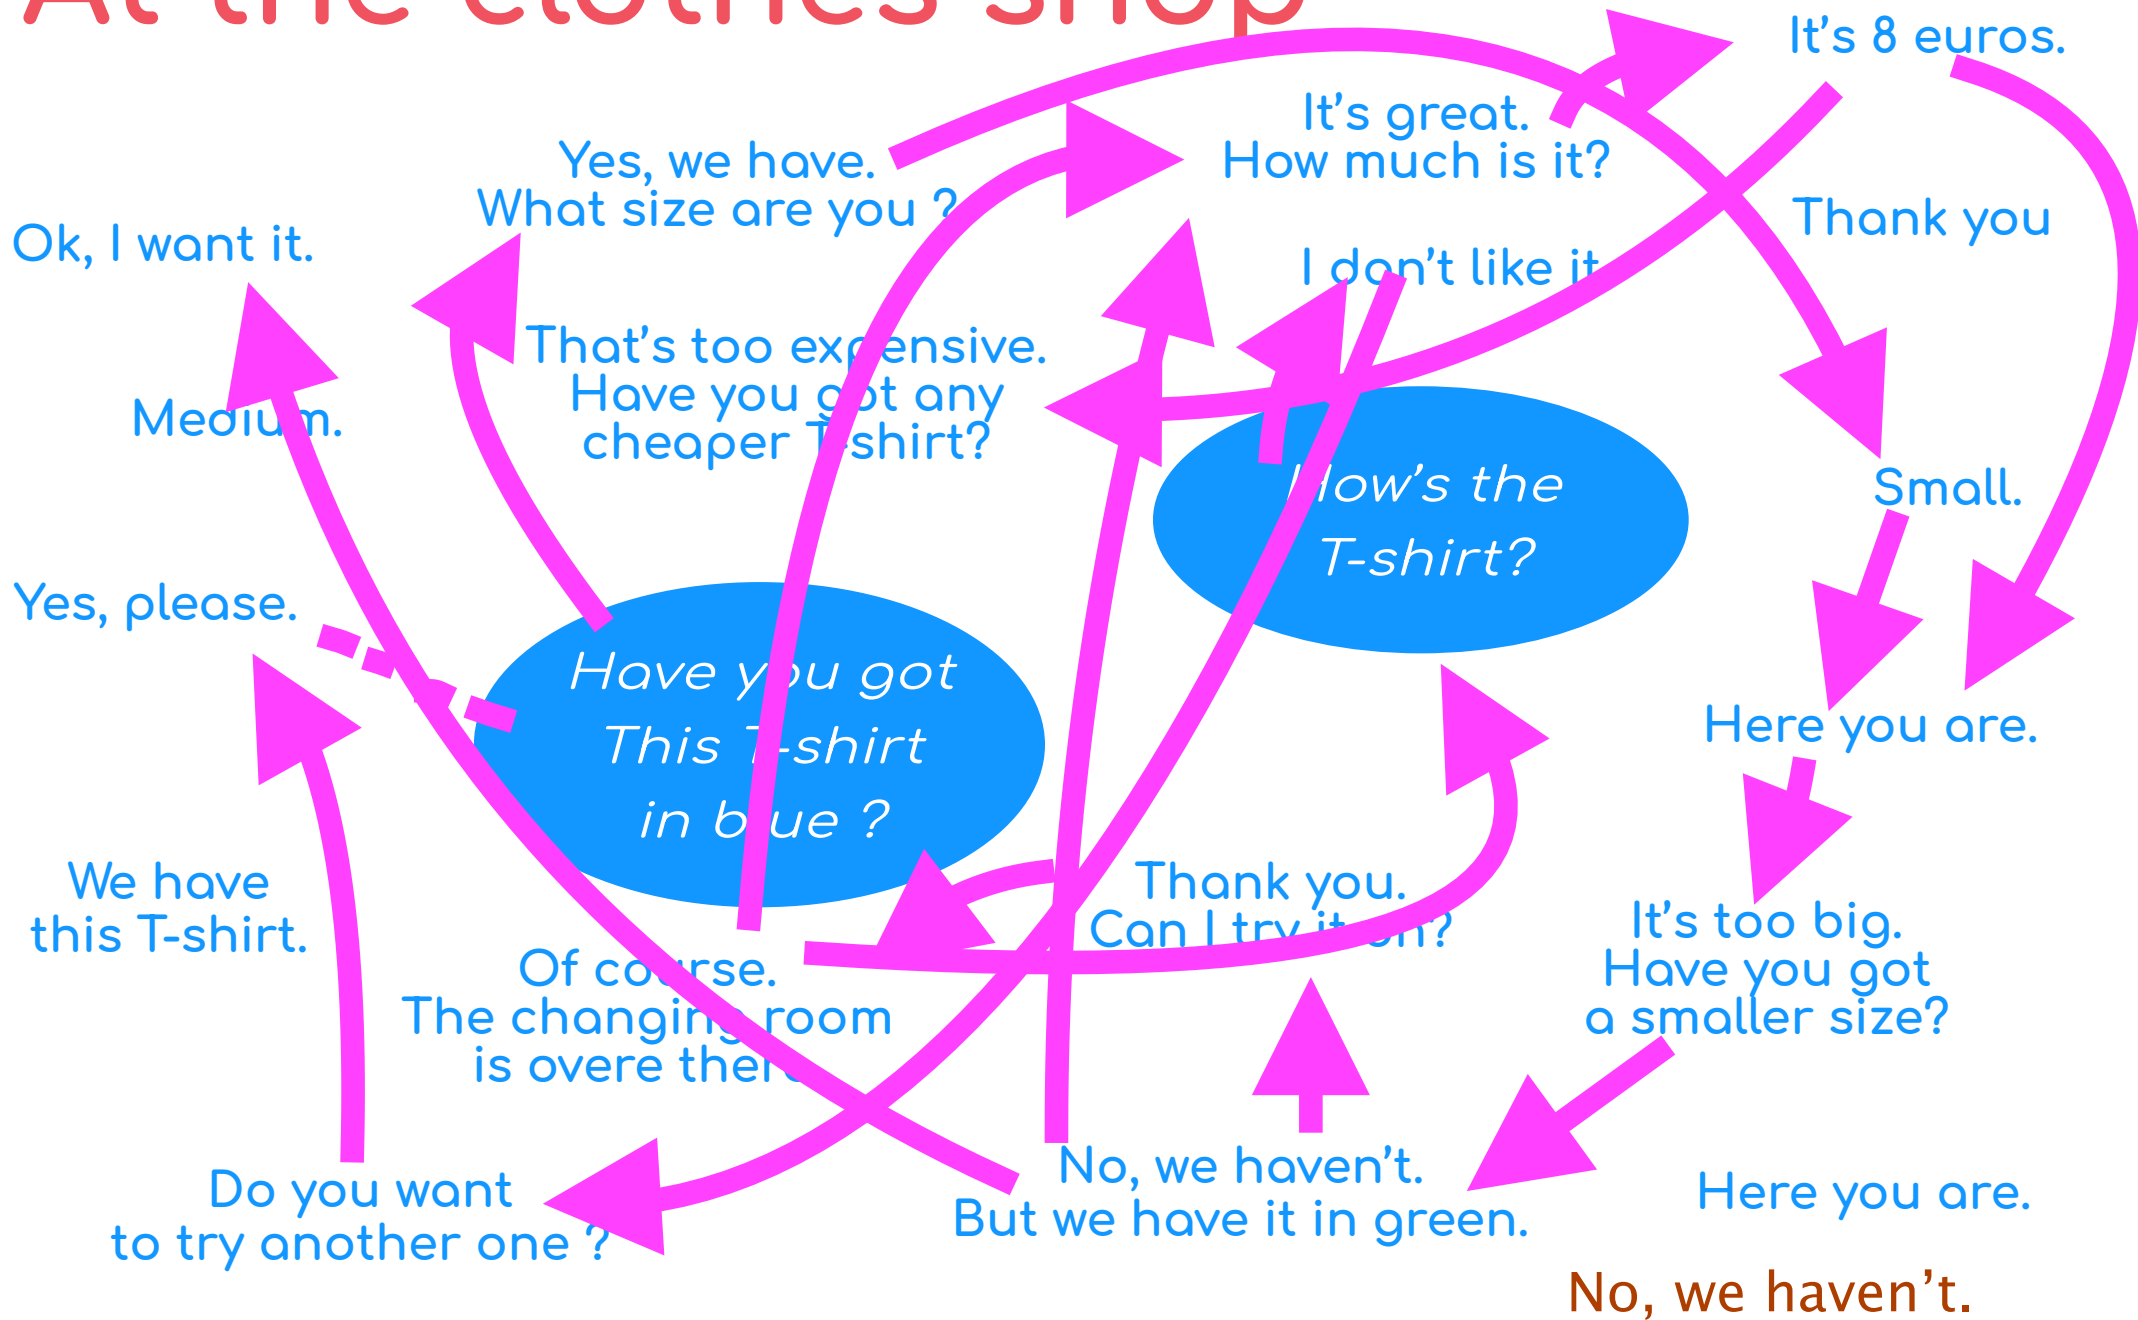 At the clothes shop
It's 8 euros.
It's great.
How much is it?
Yes, we have.
What size are you ?
Thank you
Ok, I want it.
I don't like it
That's too expensive.
Have you got any
cheaper T-shirt?
Medium.
How's the
T-shirt?
Small.
Yes, please.
Have you got
This T-shirt
in blue ?
Here you are.
We have
this T-shirt.
Thank you.
Can I try it on?
It's too big.
Have you got
a smaller size?
Of course.
The changing room
is overe there
Do you want
to try another one ?
No, we haven't.
But we have it in green.
Here you are.
No, we haven't.